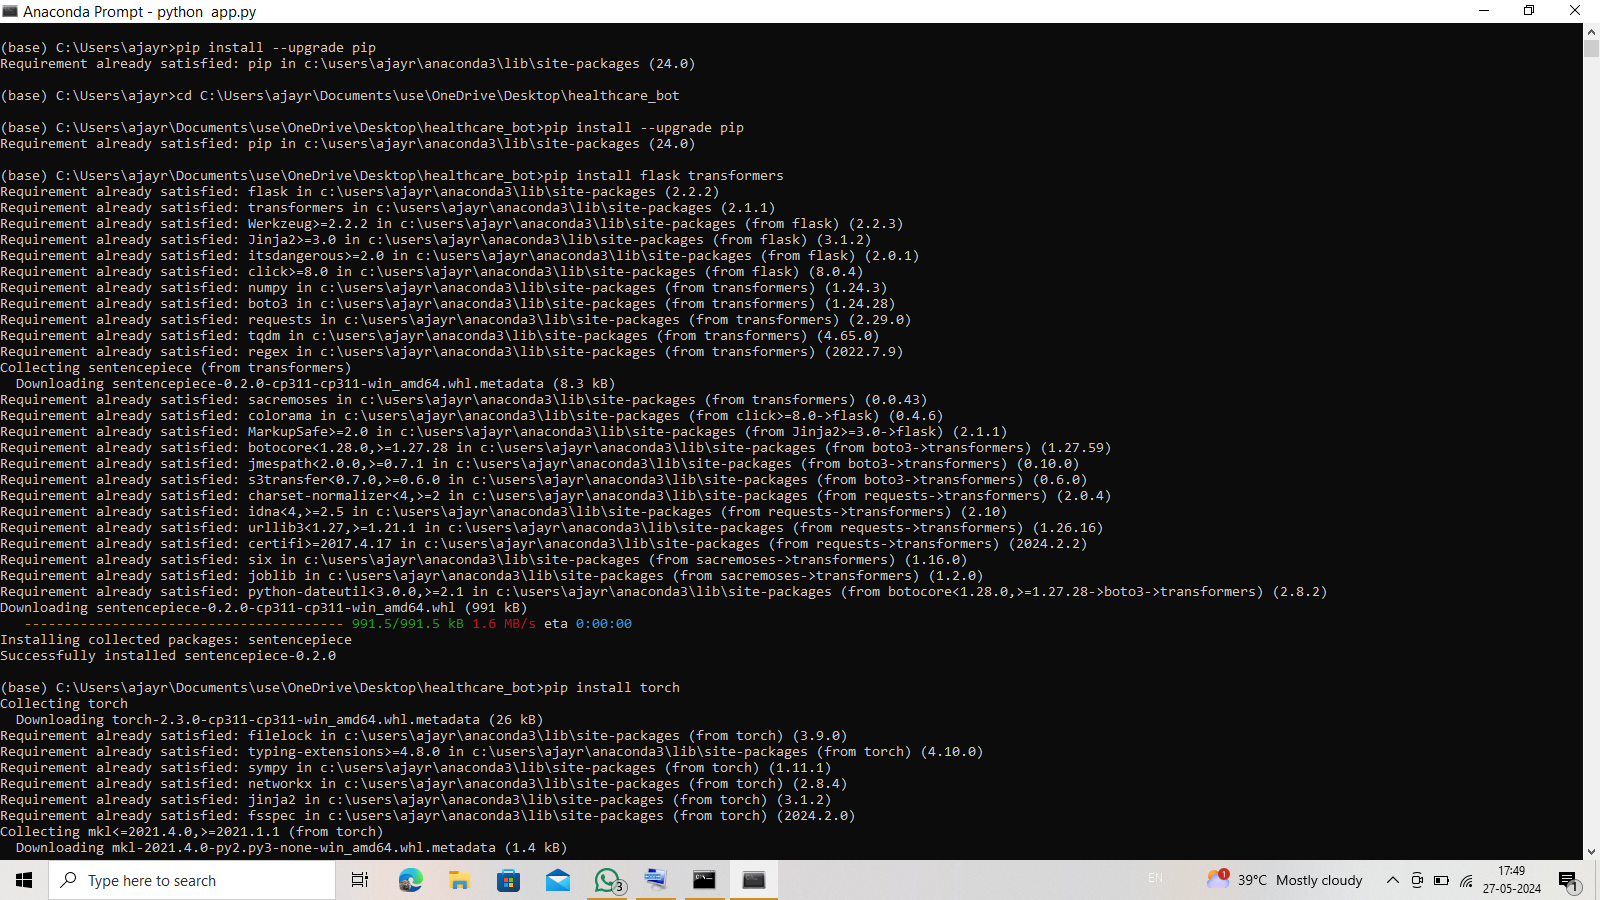 Anaconda Prompt - python  app.py
(base) C:\Users\ajayr>pip install --upgrade pip
Requirement already satisfied: pip in c:\users\ajayr\anaconda3\lib\site-packages (24.0)
(base) C:\Users\ajayr>cd C:\Users\ajayr\Documents\use\OneDrive\Desktop\healthcare_bot
(base) C:\Users\ajayr\Documents\use\OneDrive\Desktop\healthcare_bot>pip install --upgrade pip
Requirement already satisfied: pip in c:\users\ajayr\anaconda3\lib\site-packages (24.0)
(base) C:\Users\ajayr\Documents\use\OneDrive\Desktop\healthcare_bot>pip install flask transformers
Requirement already satisfied: flask in c:\users\ajayr\anaconda3\lib\site-packages (2.2.2)
Requirement already satisfied: transformers in c:\users\ajayr\anaconda3\lib\site-packages (2.1.1)
Requirement already satisfied: Werkzeug>=2.2.2 in c:\users\ajayr\anaconda3\lib\site-packages (from flask) (2.2.3)
Requirement already satisfied: Jinja2>=3.0 in c:\users\ajayr\anaconda3\lib\site-packages (from flask) (3.1.2)
Requirement already satisfied: itsdangerous>=2.0 in c:\users\ajayr\anaconda3\lib\site-packages (from flask) (2.0.1)
Requirement already satisfied: click>=8.0 in c:\users\ajayr\anaconda3\lib\site-packages (from flask) (8.0.4)
Requirement already satisfied: numpy in c:\users\ajayr\anaconda3\lib\site-packages (from transformers) (1.24.3)
Requirement already satisfied: boto3 in c:\users\ajayr\anaconda3\lib\site-packages (from transformers) (1.24.28)
Requirement already satisfied: requests in c:\users\ajayr\anaconda3\lib\site-packages (from transformers) (2.29.0)
Requirement already satisfied: tqdm in c:\users\ajayr\anaconda3\lib\site-packages (from transformers) (4.65.0)
Requirement already satisfied: regex in c:\users\ajayr\anaconda3\lib\site-packages (from transformers) (2022.7.9)
Collecting sentencepiece (from transformers)
  Downloading sentencepiece-0.2.0-cp311-cp311-win_amd64.whl.metadata (8.3 kB)
Requirement already satisfied: sacremoses in c:\users\ajayr\anaconda3\lib\site-packages (from transformers) (0.0.43)
Requirement already satisfied: colorama in c:\users\ajayr\anaconda3\lib\site-packages (from click>=8.0->flask) (0.4.6)
Requirement already satisfied: MarkupSafe>=2.0 in c:\users\ajayr\anaconda3\lib\site-packages (from Jinja2>=3.0->flask) (2.1.1)
Requirement already satisfied: botocore<1.28.0,>=1.27.28 in c:\users\ajayr\anaconda3\lib\site-packages (from boto3->transformers) (1.27.59)
Requirement already satisfied: jmespath<2.0.0,>=0.7.1 in c:\users\ajayr\anaconda3\lib\site-packages (from boto3->transformers) (0.10.0)
Requirement already satisfied: s3transfer<0.7.0,>=0.6.0 in c:\users\ajayr\anaconda3\lib\site-packages (from boto3->transformers) (0.6.0)
Requirement already satisfied: charset-normalizer<4,>=2 in c:\users\ajayr\anaconda3\lib\site-packages (from requests->transformers) (2.0.4)
Requirement already satisfied: idna<4,>=2.5 in c:\users\ajayr\anaconda3\lib\site-packages (from requests->transformers) (2.10)
Requirement already satisfied: urllib3<1.27,>=1.21.1 in c:\users\ajayr\anaconda3\lib\site-packages (from requests->transformers) (1.26.16)
Requirement already satisfied: certifi>=2017.4.17 in c:\users\ajayr\anaconda3\lib\site-packages (from requests->transformers) (2024.2.2)
Requirement already satisfied: six in c:\users\ajayr\anaconda3\lib\site-packages (from sacremoses->transformers) (1.16.0)
Requirement already satisfied: joblib in c:\users\ajayr\anaconda3\lib\site-packages (from sacremoses->transformers) (1.2.0)
Requirement already satisfied: python-dateutil<3.0.0,>=2.1 in c:\users\ajayr\anaconda3\lib\site-packages (from botocore<1.28.0,>=1.27.28->boto3->transformers) (2.8.2)
Downloading sentencepiece-0.2.0-cp311-cp311-win_amd64.whl (991 kB)
   ---------------------------------------- 991.5/991.5 kB 1.6 MB/s eta 0:00:00
Installing collected packages: sentencepiece
Successfully installed sentencepiece-0.2.0
(base) C:\Users\ajayr\Documents\use\OneDrive\Desktop\healthcare_bot>pip install torch
Collecting torch
  Downloading torch-2.3.0-cp311-cp311-win_amd64.whl.metadata (26 kB)
Requirement already satisfied: filelock in c:\users\ajayr\anaconda3\lib\site-packages (from torch) (3.9.0)
Requirement already satisfied: typing-extensions>=4.8.0 in c:\users\ajayr\anaconda3\lib\site-packages (from torch) (4.10.0)
Requirement already satisfied: sympy in c:\users\ajayr\anaconda3\lib\site-packages (from torch) (1.11.1)
Requirement already satisfied: networkx in c:\users\ajayr\anaconda3\lib\site-packages (from torch) (2.8.4)
Requirement already satisfied: jinja2 in c:\users\ajayr\anaconda3\lib\site-packages (from torch) (3.1.2)
Requirement already satisfied: fsspec in c:\users\ajayr\anaconda3\lib\site-packages (from torch) (2024.2.0)
Collecting mkl<=2021.4.0,>=2021.1.1 (from torch)
  Downloading mkl-2021.4.0-py2.py3-none-win_amd64.whl.metadata (1.4 kB)
Type here to search
3
EN
1
39°C Mostly cloudy
17:49
27-05-2024
1